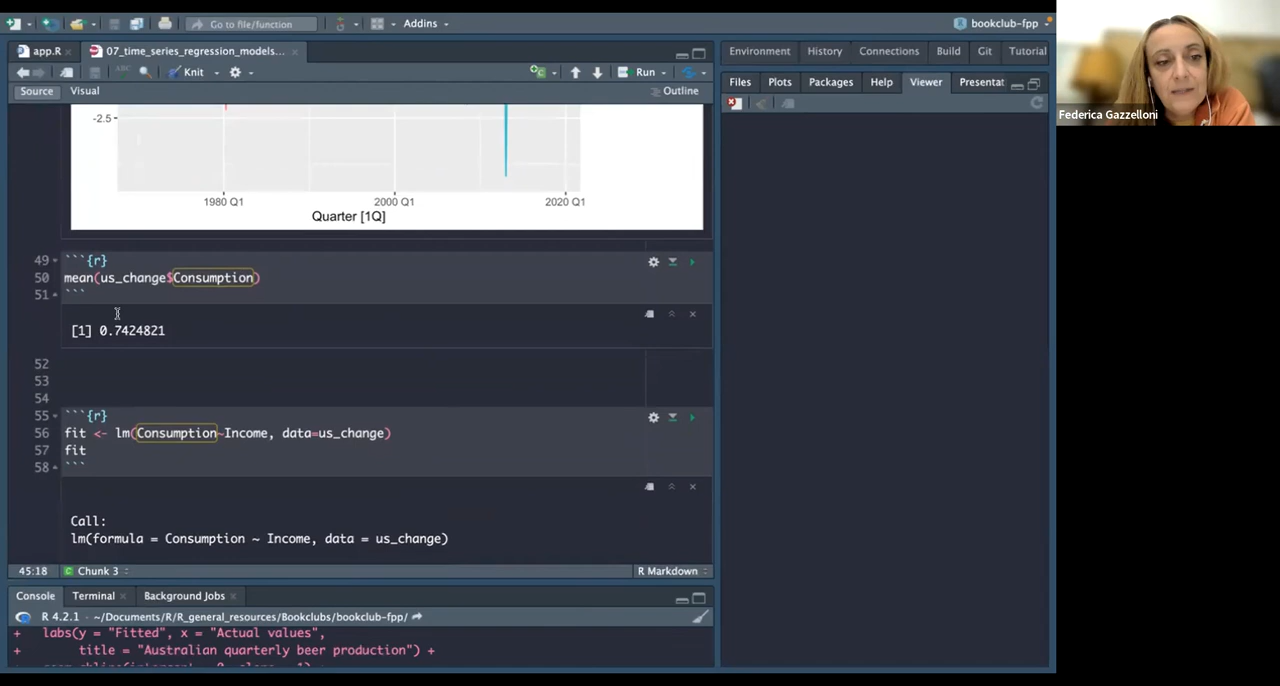 Go to file/function
Addins
bookclub-fpp
app.R
07_time_series_regression_models...
Environment
History
Connections
Build
Git
Tutorial
ABC
Knit
Run
Files
Plots
Packages
Help
Viewer
Presentat
Source
Visual
Outline
Federica Gazzelloni
-2.5
1980 Q1
2000 Q1
2020 Q1
Quarter [1Q]
49 ```{r}
50 mean(us_change$Consumption)
51 ```
[1] 0.7424821
52
53
54
55 ```{r}
56 fit <- lm(Consumption~Income, data=us_change)
57 fit
58 ```
Call:
lm(formula = Consumption ~ Income, data = us_change)
45:18
C Chunk 3
R Markdown
Console
Terminal
Background Jobs
R 4.2.1 · ~/Documents/R/R_general_resources/Bookclubs/bookclub-fpp/
+ labs(y = "Fitted", x = "Actual values",
+ title = "Australian quarterly beer production") +